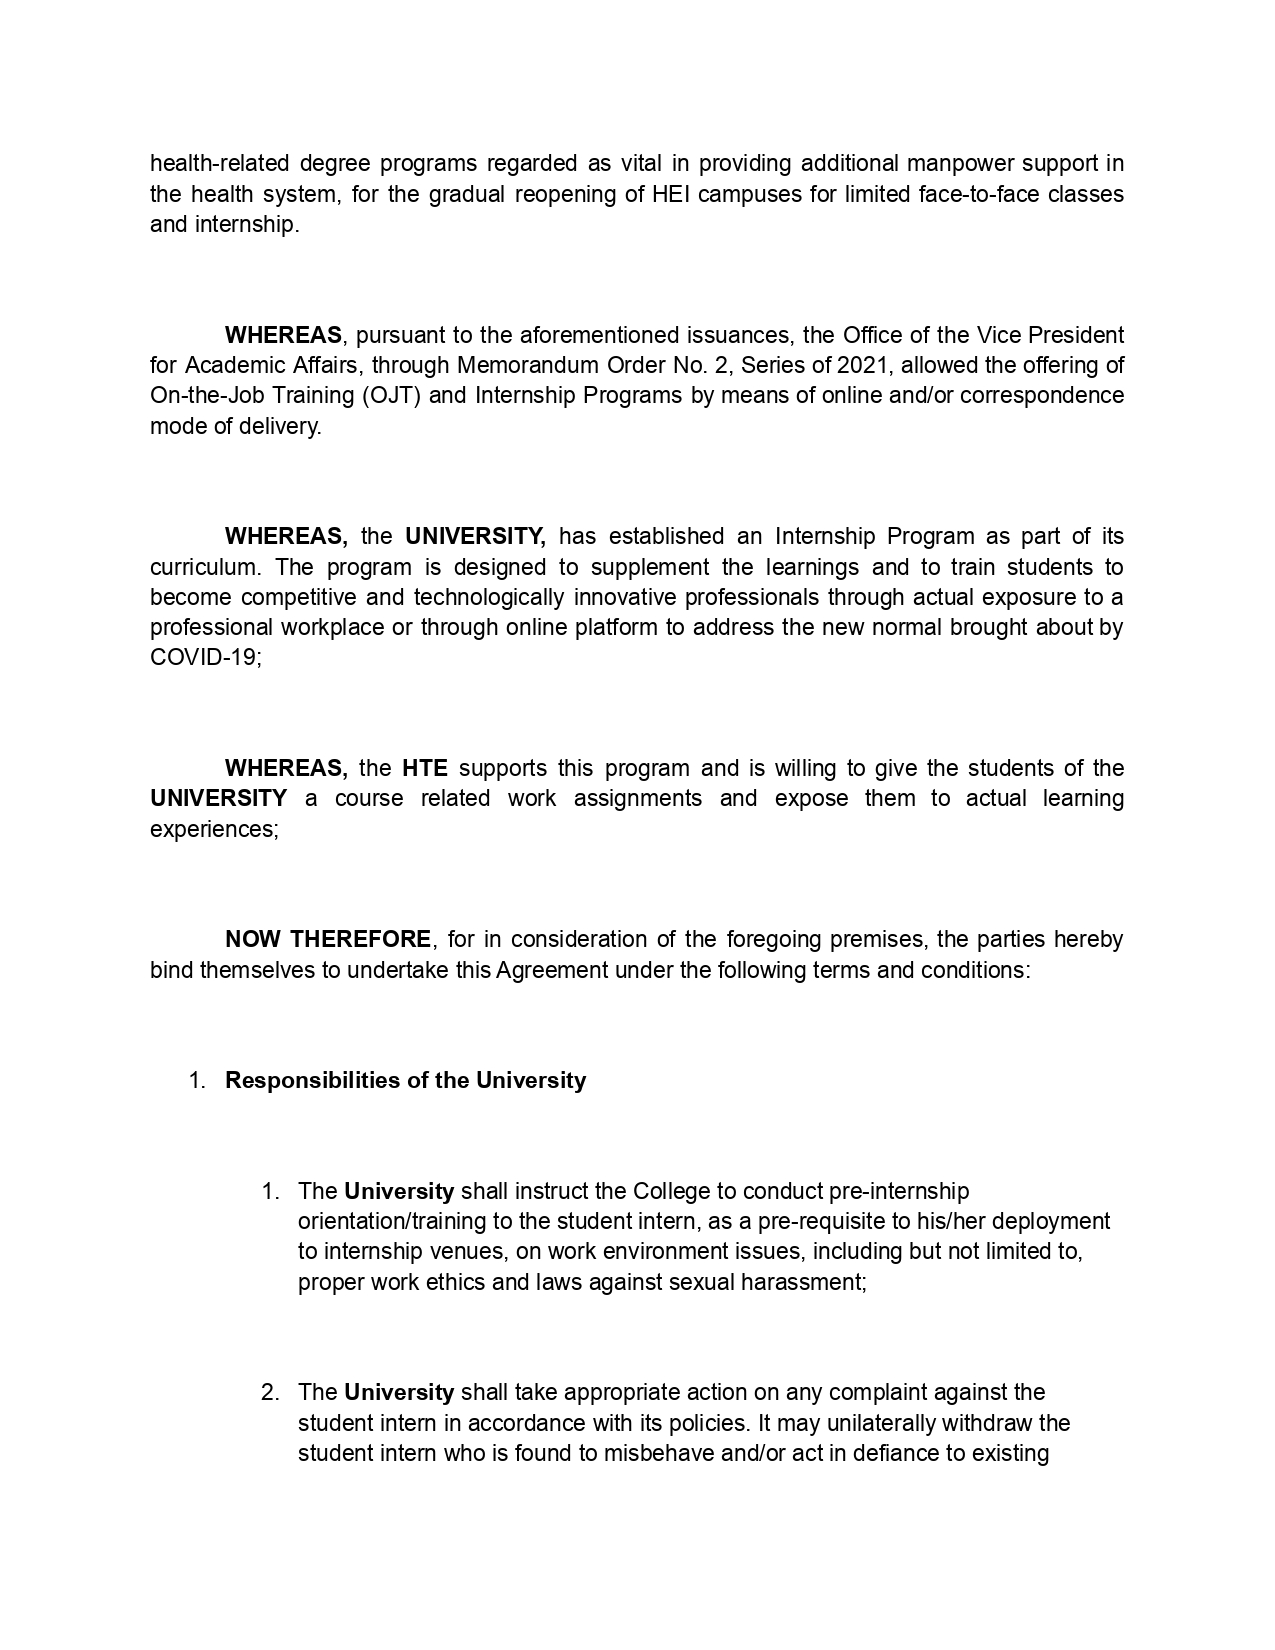 health-related degree programs regarded as vital in providing additional manpower support in
the health system, for the gradual reopening of HEI campuses for limited face-to-face classes
and internship.
WHEREAS, pursuant to the aforementioned issuances, the Office of the Vice President
for Academic Affairs, through Memorandum Order No. 2, Series of 2021, allowed the offering of
On-the-Job Training (OJT) and Internship Programs by means of online and/or correspondence
mode of delivery.
WHEREAS, the UNIVERSITY, has established an Internship Program as part of its
curriculum. The program is designed to supplement the learnings and to train students to
become competitive and technologically innovative professionals through actual exposure to a
professional workplace or through online platform to address the new normal brought about by
COVID-19;
WHEREAS, the HTE supports this program and is willing to give the students of the
UNIVERSITY a course related work assignments and expose them to actual learning
experiences;
NOW THEREFORE, for in consideration of the foregoing premises, the parties hereby
bind themselves to undertake this Agreement under the following terms and conditions:
1. Responsibilities of the University
1. The University shall instruct the College to conduct pre-internship
orientation/training to the student intern, as a pre-requisite to his/her deployment
to internship venues, on work environment issues, including but not limited to,
proper work ethics and laws against sexual harassment;
2. The University shall take appropriate action on any complaint against the
student intern in accordance with its policies. It may unilaterally withdraw the
student intern who is found to misbehave and/or act in defiance to existing